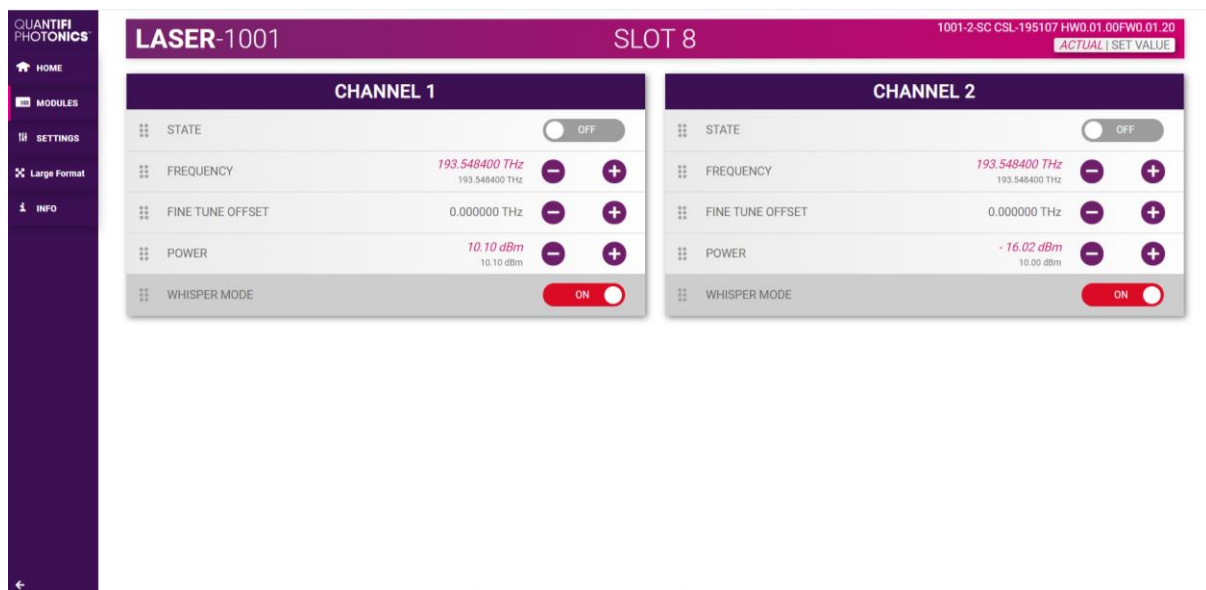 QUANTIFI
PHOTONICS
HOME
MODULES
SETTINGS
Large Format
INFO
LASER-1001
SLOT 8
1001-2-SC CSL-195107 HW0.01.00FW0.01.20
ACTUAL | SET VALUE
CHANNEL 1
STATE
OFF
FREQUENCY
193.548400 THz
193.548400 THz
FINE TUNE OFFSET
0.000000 THz
POWER
10.10 dBm
10.10 dBm
WHISPER MODE
ON
CHANNEL 2
STATE
OFF
FREQUENCY
193.548400 THz
193.548400 THz
FINE TUNE OFFSET
0.000000 THz
POWER
- 16.02 dBm
10.00 dBm
WHISPER MODE
ON